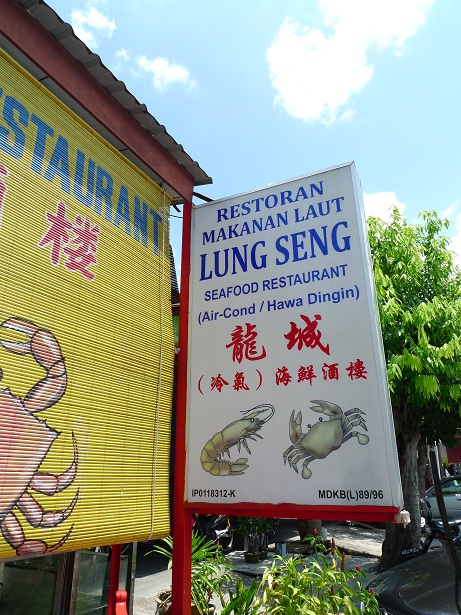 RESTAURANT
樓
RESTORAN
MAKANAN LAUT
LUNG SENG
SEAFOOD RESTAURANT
(Air-Cond / Hawa Dingin)
龍城
（冷氣）海鮮酒樓
IP0118312-K
MDKB(L)89/96